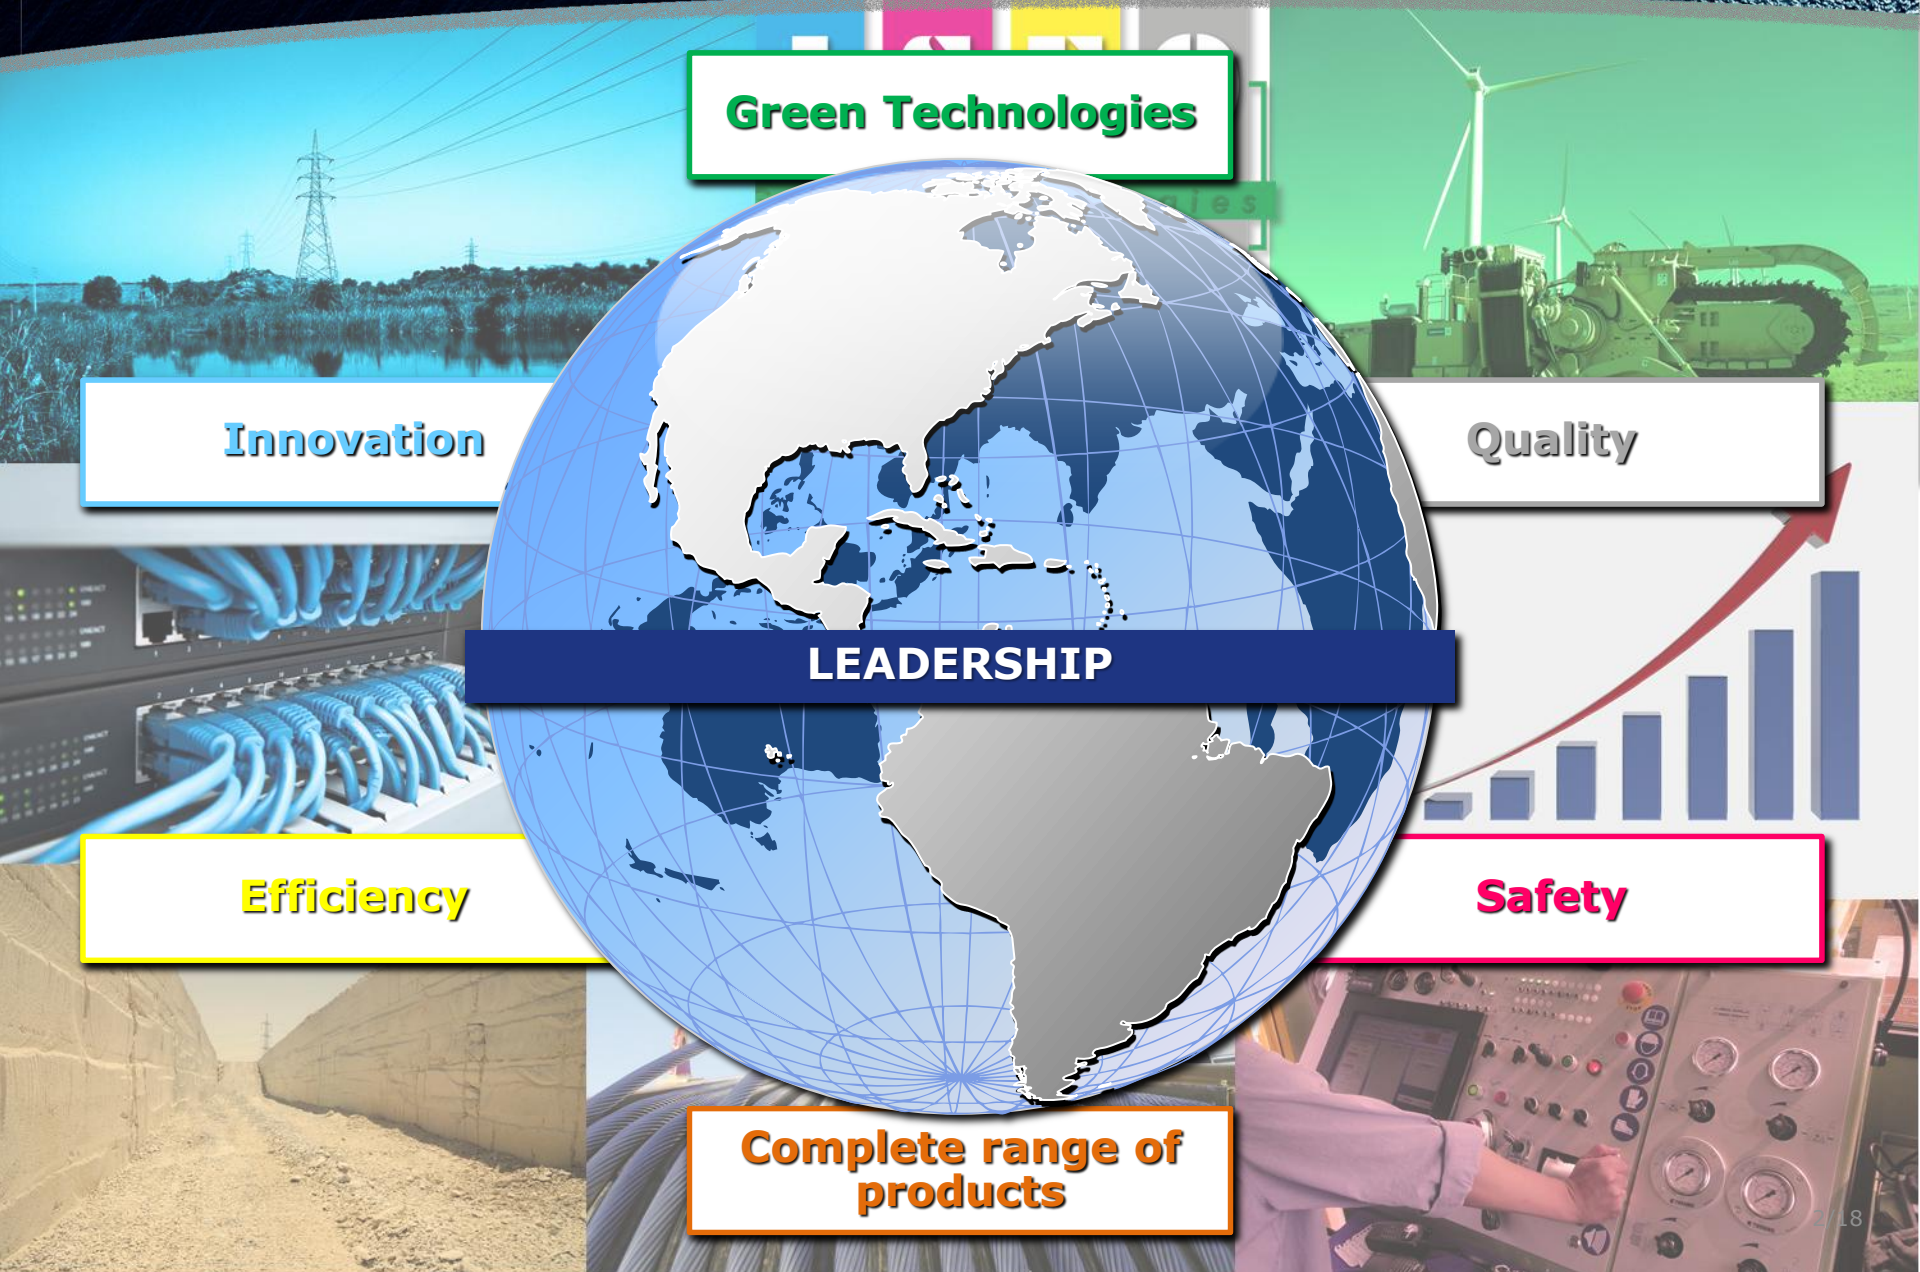 Green Technologies
Innovation
Quality
LEADERSHIP
Efficiency
Safety
Complete range of
products